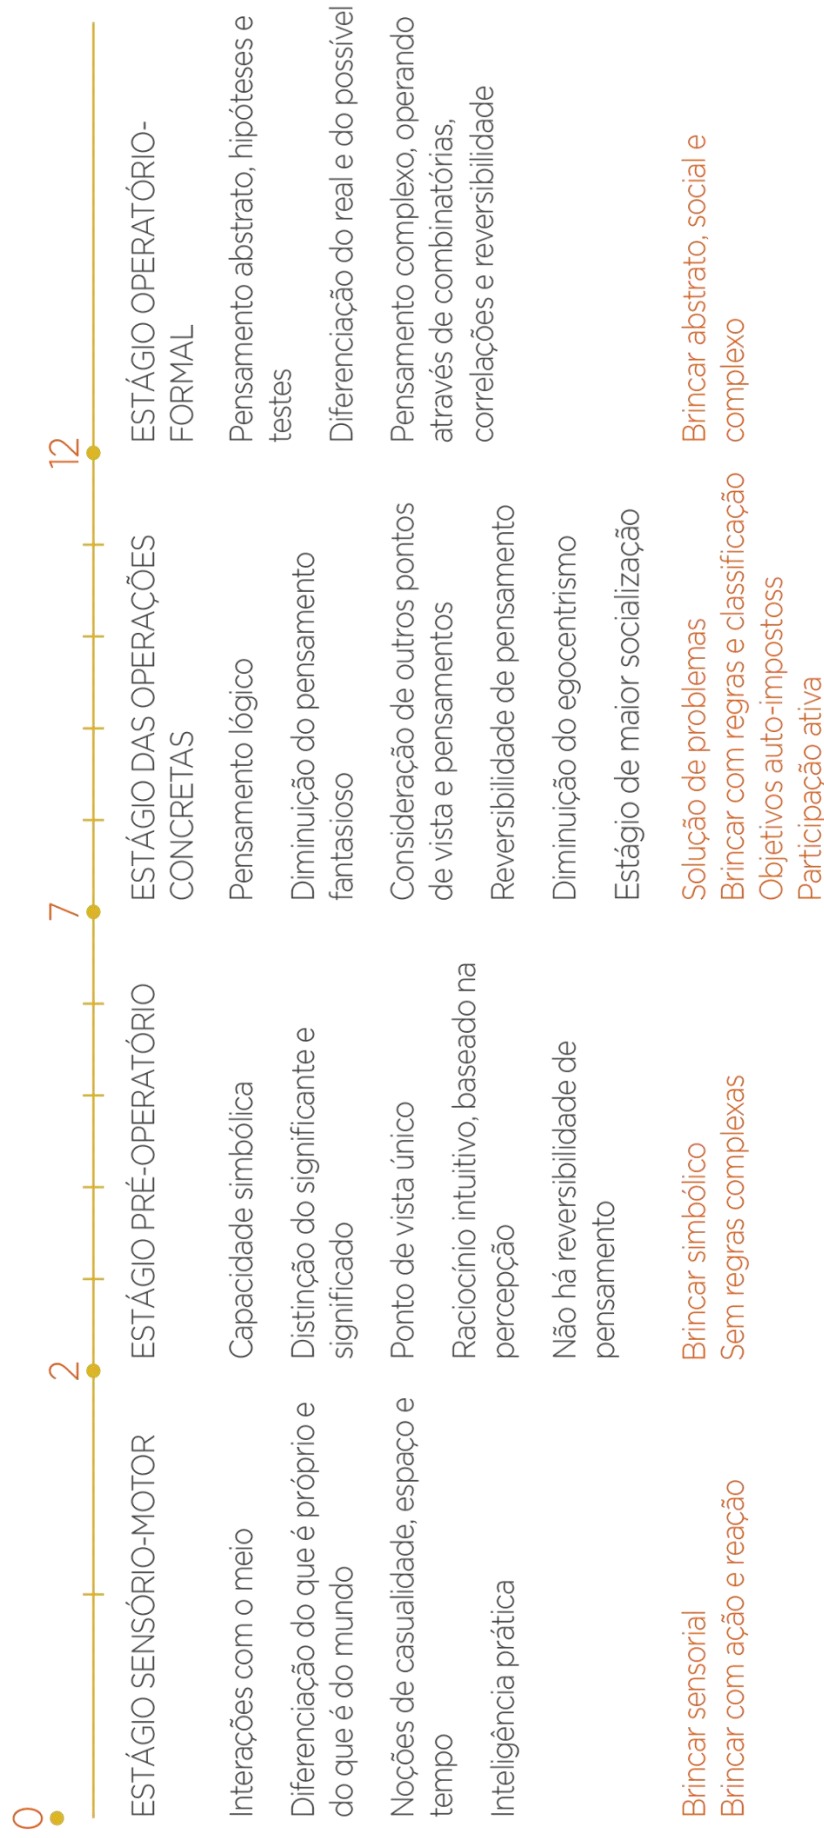 0
2
7
12
ESTÁGIO SENSÓRIO-MOTOR
Interações com o meio
Diferenciação do que é próprio e
do que é do mundo
Noções de casualidade, espaço e
tempo
Inteligência prática
Brincar sensorial
Brincar com ação e reação
ESTÁGIO PRÉ-OPERATÓRIO
Capacidade simbólica
Distinção do significante e
significado
Ponto de vista único
Raciocínio intuitivo, baseado na
percepção
Não há reversibilidade de
pensamento
Brincar simbólico
Sem regras complexas
ESTÁGIO DAS OPERAÇÕES
CONCRETAS
Pensamento lógico
Diminuição do pensamento
fantasioso
Consideração de outros pontos
de vista e pensamentos
Reversibilidade de pensamento
Diminuição do egocentrismo
Estágio de maior socialização
Solução de problemas
Brincar com regras e classificação
Objetivos auto-impostoss
Participação ativa
ESTÁGIO OPERATÓRIO-
FORMAL
Pensamento abstrato, hipóteses e
testes
Diferenciação do real e do possível
Pensamento complexo, operando
através de combinatórias,
correlações e reversibilidade
Brincar abstrato, social e
complexo